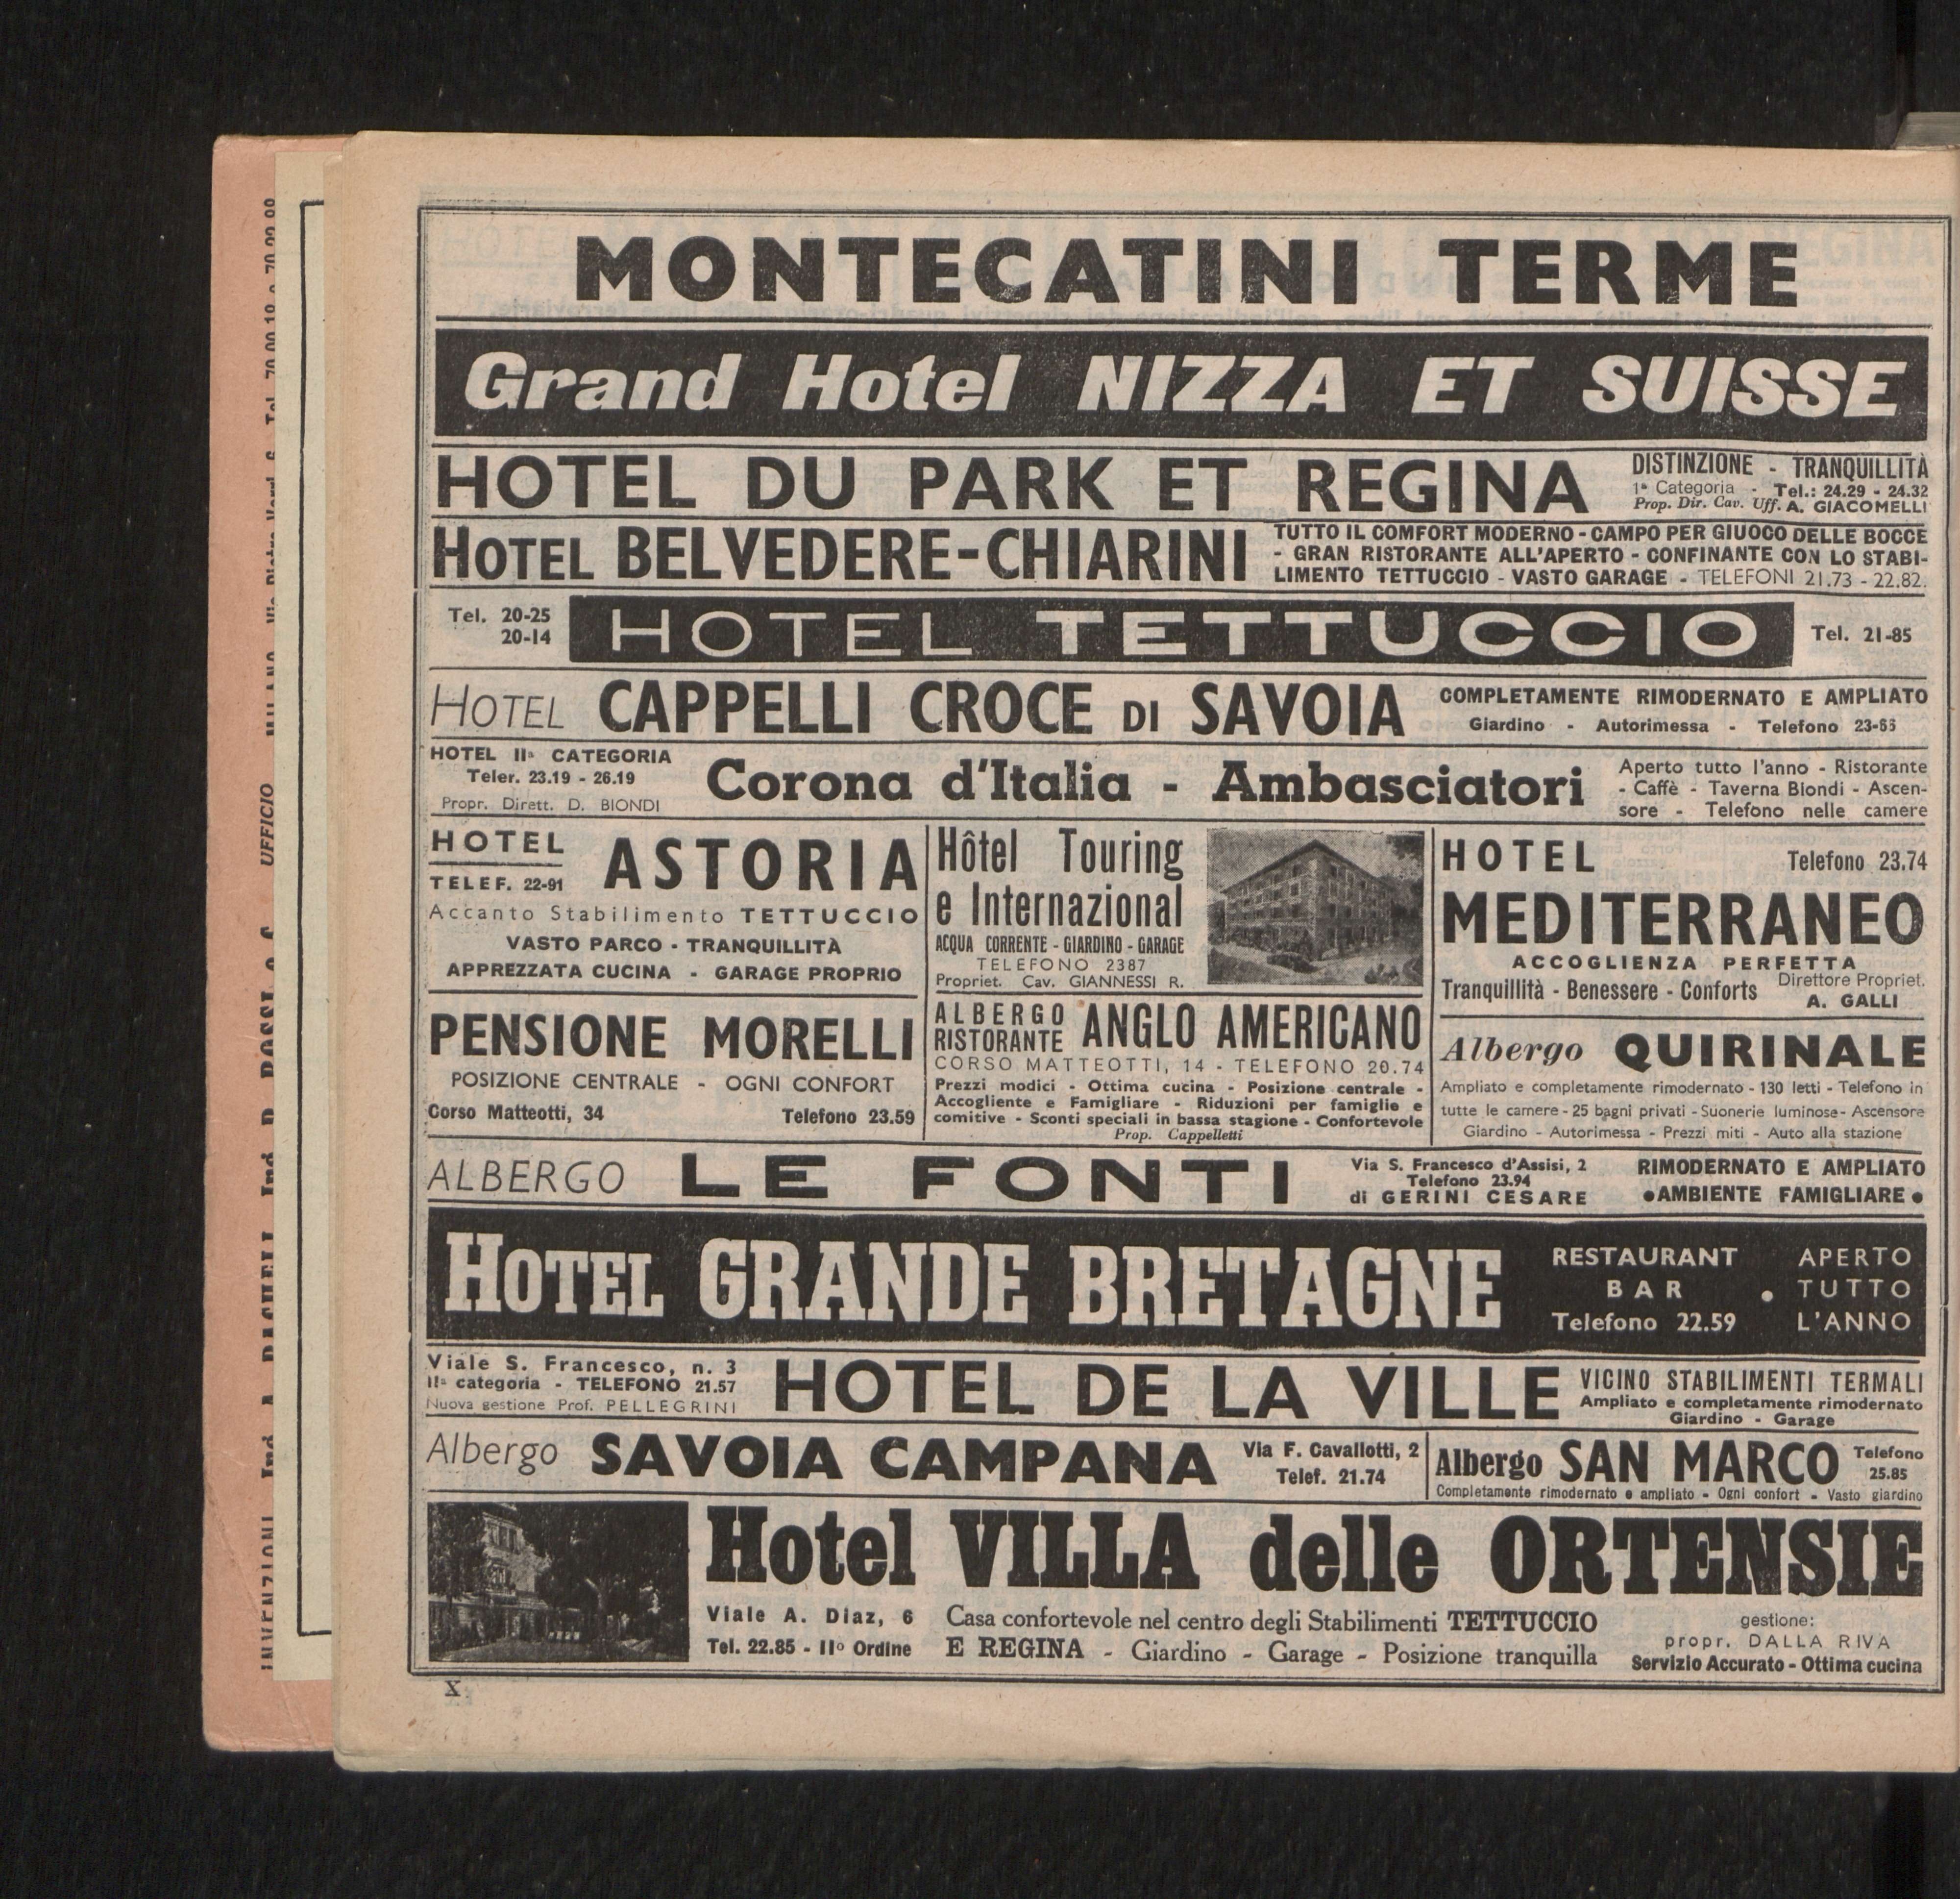 MONTECATINI TERME
Grand Hotel NIZZA ET SUISSE
HOTEL DU PARK ET REGINA
DISTINZIONE - TRANQUILLITÀ
1ª Categoria - Tel.: 24.29 - 24.32
Prop. Dir. Cav. Uff. A. GIACOMELLI
HOTEL BELVEDERE-CHIARINI
TUTTO IL COMFORT MODERNO - CAMPO PER GIUOCO DELLE BOCCE
- GRAN RISTORANTE ALL'APERTO - CONFINANTE CON LO STABI-
LIMENTO TETTUCCIO - VASTO GARAGE - TELEFONI 21.73 - 22.82.
Tel. 20-25
20-14
HOTEL TETTUCCIO
Tel. 21-85
HOTEL CAPPELLI CROCE DI SAVOIA
COMPLETAMENTE RIMODERNATO E AMPLIATO
Giardino - Autorimessa - Telefono
HOTEL IIª CATEGORIA
Telef. 23.19 - 26.19
Propr. Dirett. D. BIONDI
Corona d'Italia - Ambasciatori
Aperto tutto l'anno - Ristorante
- Caffè - Taverna Biondi - Ascen-
sore - Telefono nelle camere
HOTEL
TELEF. 22-91
ASTORIA
Accanto Stabilimento TETTUCCIO
VASTO PARCO - TRANQUILLITÀ
APPREZZATA CUCINA - GARAGE PROPRIO
PENSIONE MORELLI
POSIZIONE CENTRALE - OGNI CONFORT
Corso Matteotti, 34 Telefono 23.59
Hôtel Touring
e Internazional
ACQUA CORRENTE - GIARDINO - GARAGE
TELEFONO 2387
Propriet. Cav. GIANNESSI R.
ALBERGO
RISTORANTE
ANGLO AMERICANO
CORSO MATTEOTTI, 14 - TELEFONO 20.74
Prezzi modici - Ottima cucina - Posizione centrale -
Accogliente e Famigliare - Riduzioni per famiglie e
comitive - Sconti speciali in bassa stagione - Confortevole
Prop. Cappelletti
HOTEL Telefono 23.74
MEDITERRANEO
ACCOGLIENZA PERFETTA
Tranquillità - Benessere - Conforts
Direttore Propriet.
A. GALLI
Albergo QUIRINALE
Ampliato e completamente rimodernato - 130 letti - Telefono in
tutte le camere - 25 bagni privati - Suonerie luminose - Ascensore
Giardino - Autorimessa - Prezzi miti - Auto alla stazione
ALBERGO LE FONTI
Via S. Francesco d'Assisi, 2
Telefono 23.94
di GERINI CESARE
RIMODERNATO E AMPLIATO
• AMBIENTE FAMIGLIARE •
HOTEL GRANDE BRETAGNE
RESTAURANT
BAR
Telefono 22.59
•
APERTO
TUTTO
L'ANNO
Viale S. Francesco, n. 3
IIª categoria - TELEFONO 21.57
Nuova gestione Prof. PELLEGRINI
HOTEL DE LA VILLE
VICINO STABILIMENTI TERMALI
Ampliato e completamente rimodernato
Giardino - Garage
Albergo SAVOIA CAMPANA
Via F. Cavallotti, 2
Telef. 21.74
Albergo SAN MARCO
Telefono
25.85
Completamente rimodernato e ampliato - Ogni confort - Vasto giardino
Hotel VILLA delle ORTENSIE
Viale A. Diaz, 6
Tel. 22.85 - IIº Ordine
Casa confortevole nel centro degli Stabilimenti TETTUCCIO
E REGINA - Giardino - Garage - Posizione tranquilla
gestione:
propr. DALLA RIVA
Servizio Accurato - Ottima cucina
X
UFFICIO